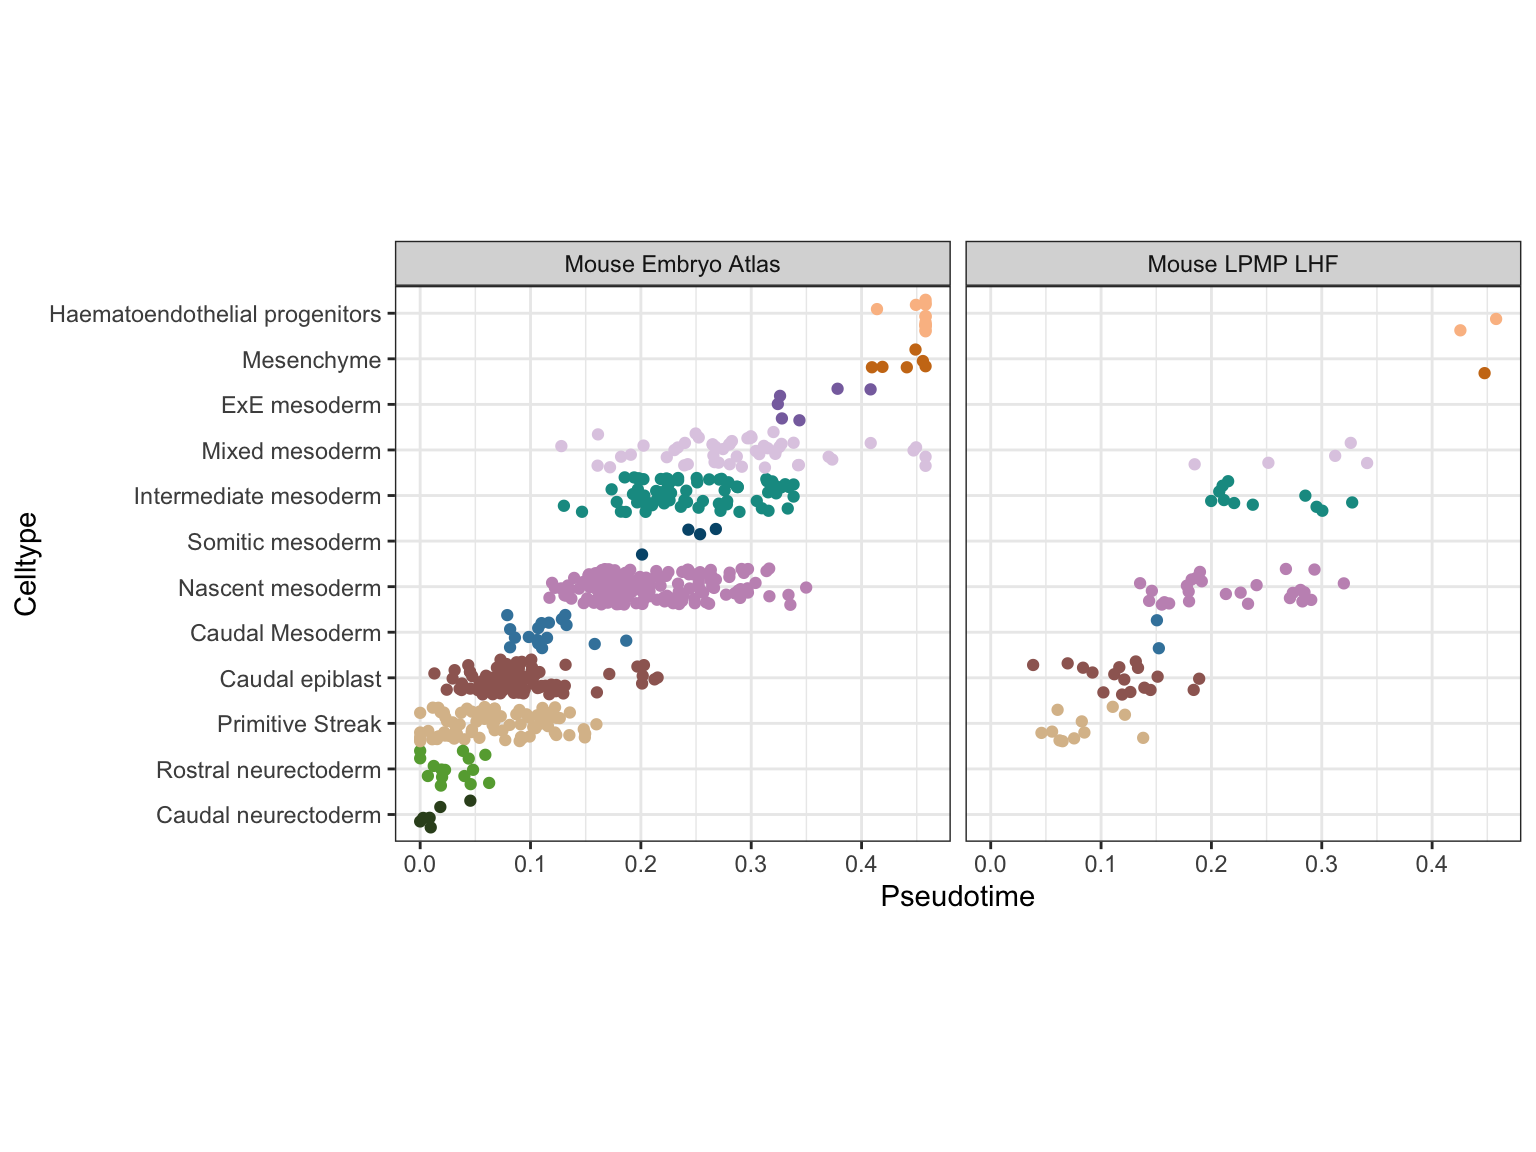 Mouse Embryo Atlas
Mouse LPMP LHF
Celltype
Haematoendothelial progenitors
Mesenchyme
ExE mesoderm
Mixed mesoderm
Intermediate mesoderm
Somitic mesoderm
Nascent mesoderm
Caudal Mesoderm
Caudal epiblast
Primitive Streak
Rostral neurectoderm
Caudal neurectoderm
0.0 0.1 0.2 0.3 0.4
0.0 0.1 0.2 0.3 0.4
Pseudotime